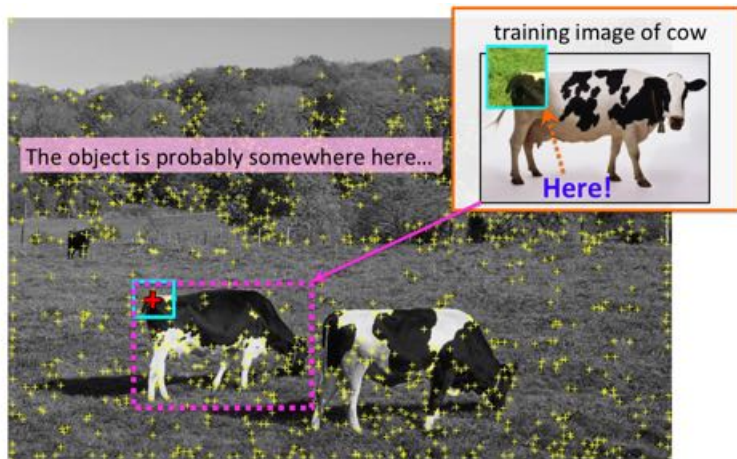 training image of cow
The object is probably somewhere here...
Here!